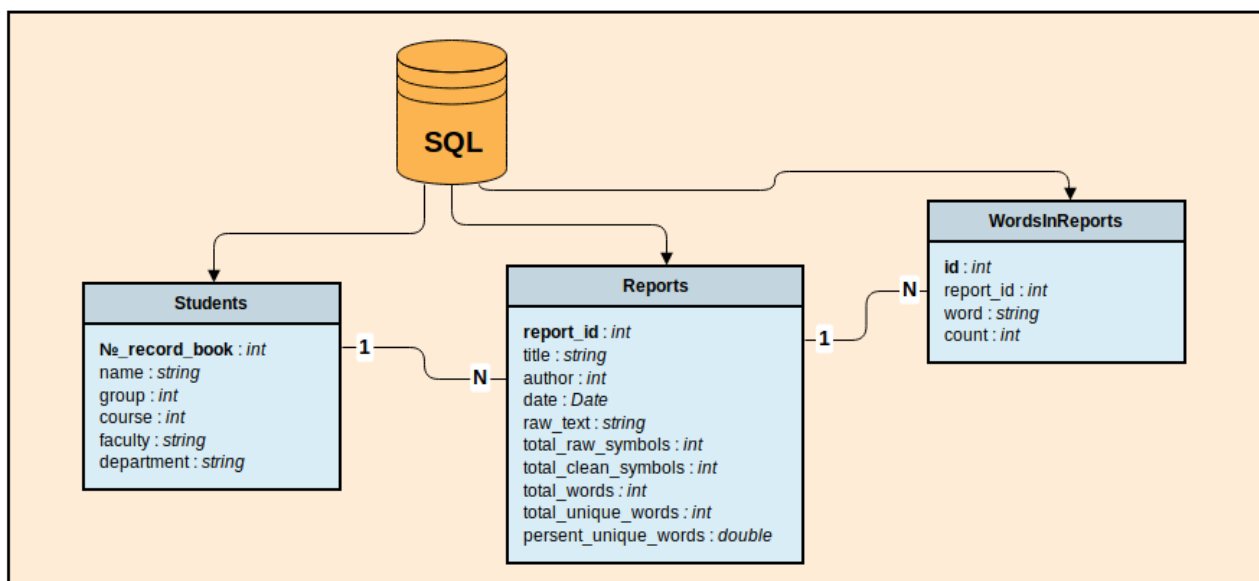 SQL
Students
№_record_book : int
name : string
group : int
course : int
faculty : string
department : string
1
N
Reports
report_id : int
title : string
author : int
date : Date
raw_text : string
total_raw_symbols : int
total_clean_symbols : int
total_words : int
total_unique_words : int
persent_unique_words : double
1
N
WordsInReports
id : int
report_id : int
word : string
count : int